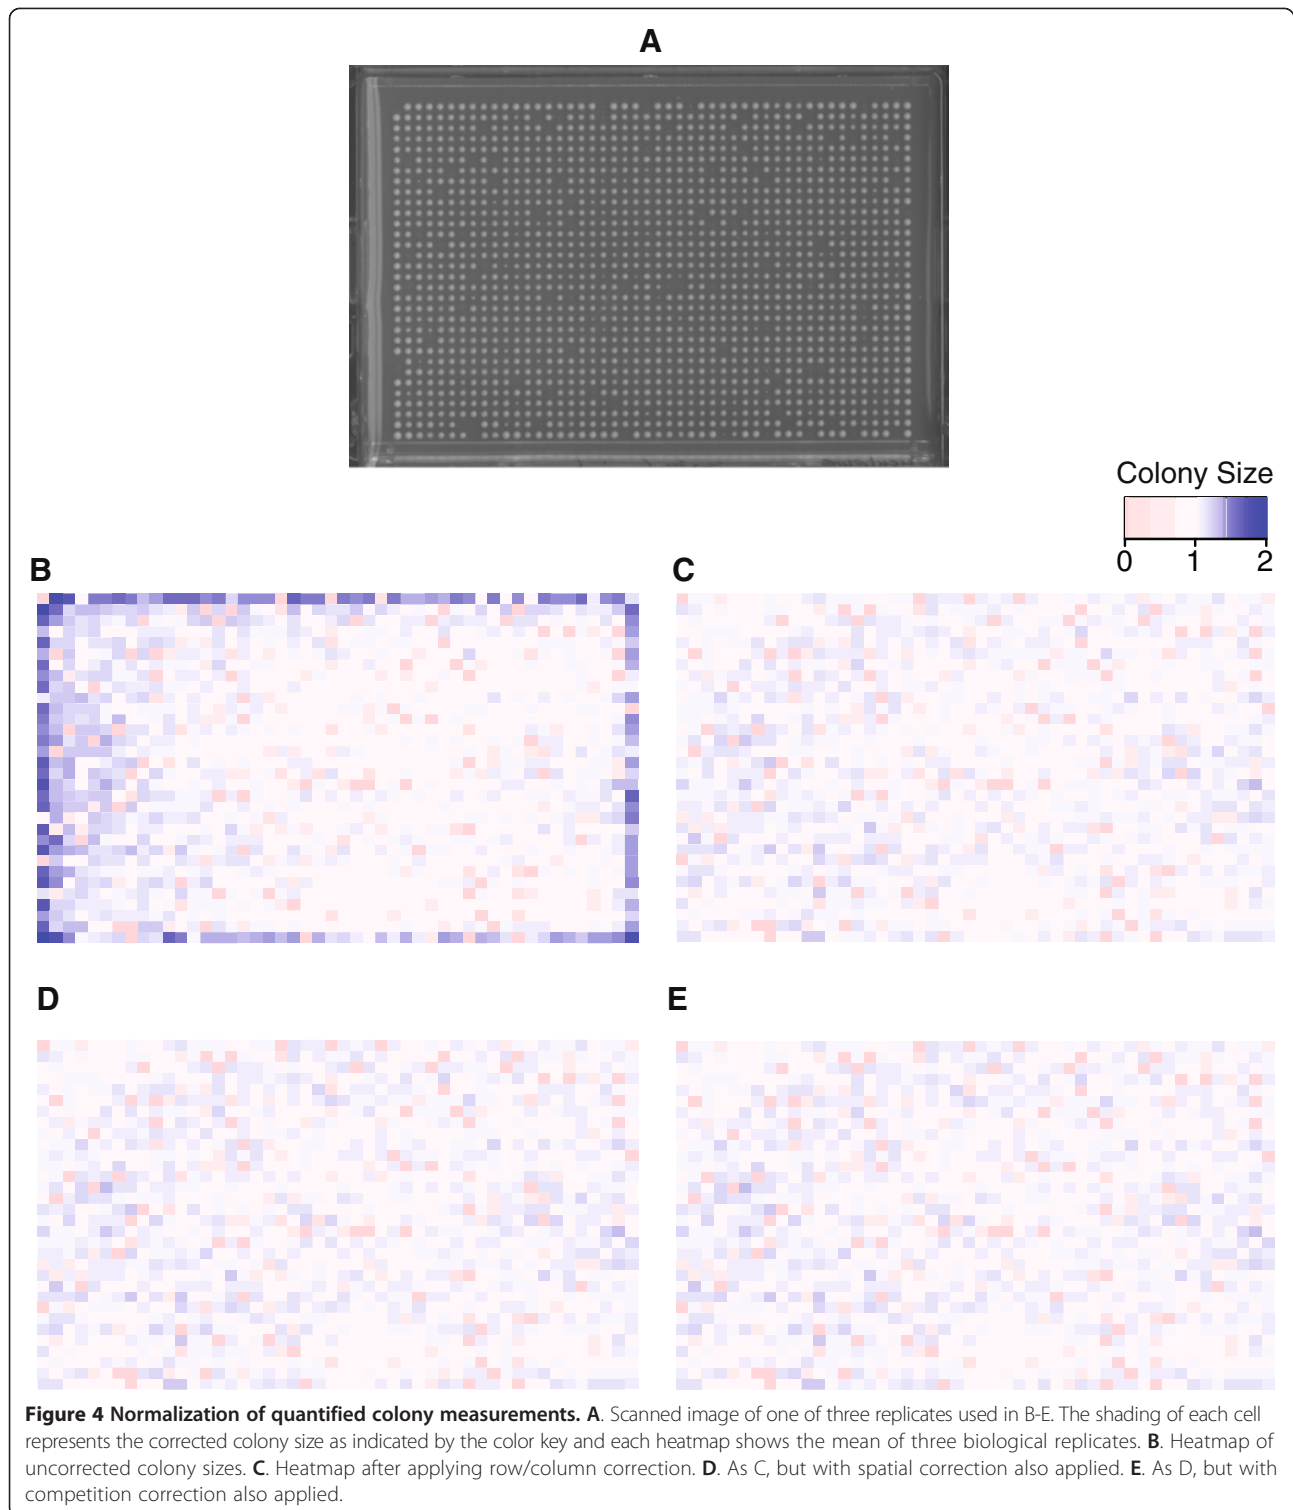 A
Colony Size
0 1 2
B
C
D
E
Figure 4 Normalization of quantified colony measurements. A. Scanned image of one of three replicates used in B-E. The shading of each cell
represents the corrected colony size as indicated by the color key and each heatmap shows the mean of three biological replicates. B. Heatmap of
uncorrected colony sizes. C. Heatmap after applying row/column correction. D. As C, but with spatial correction also applied. E. As D, but with
competition correction also applied.